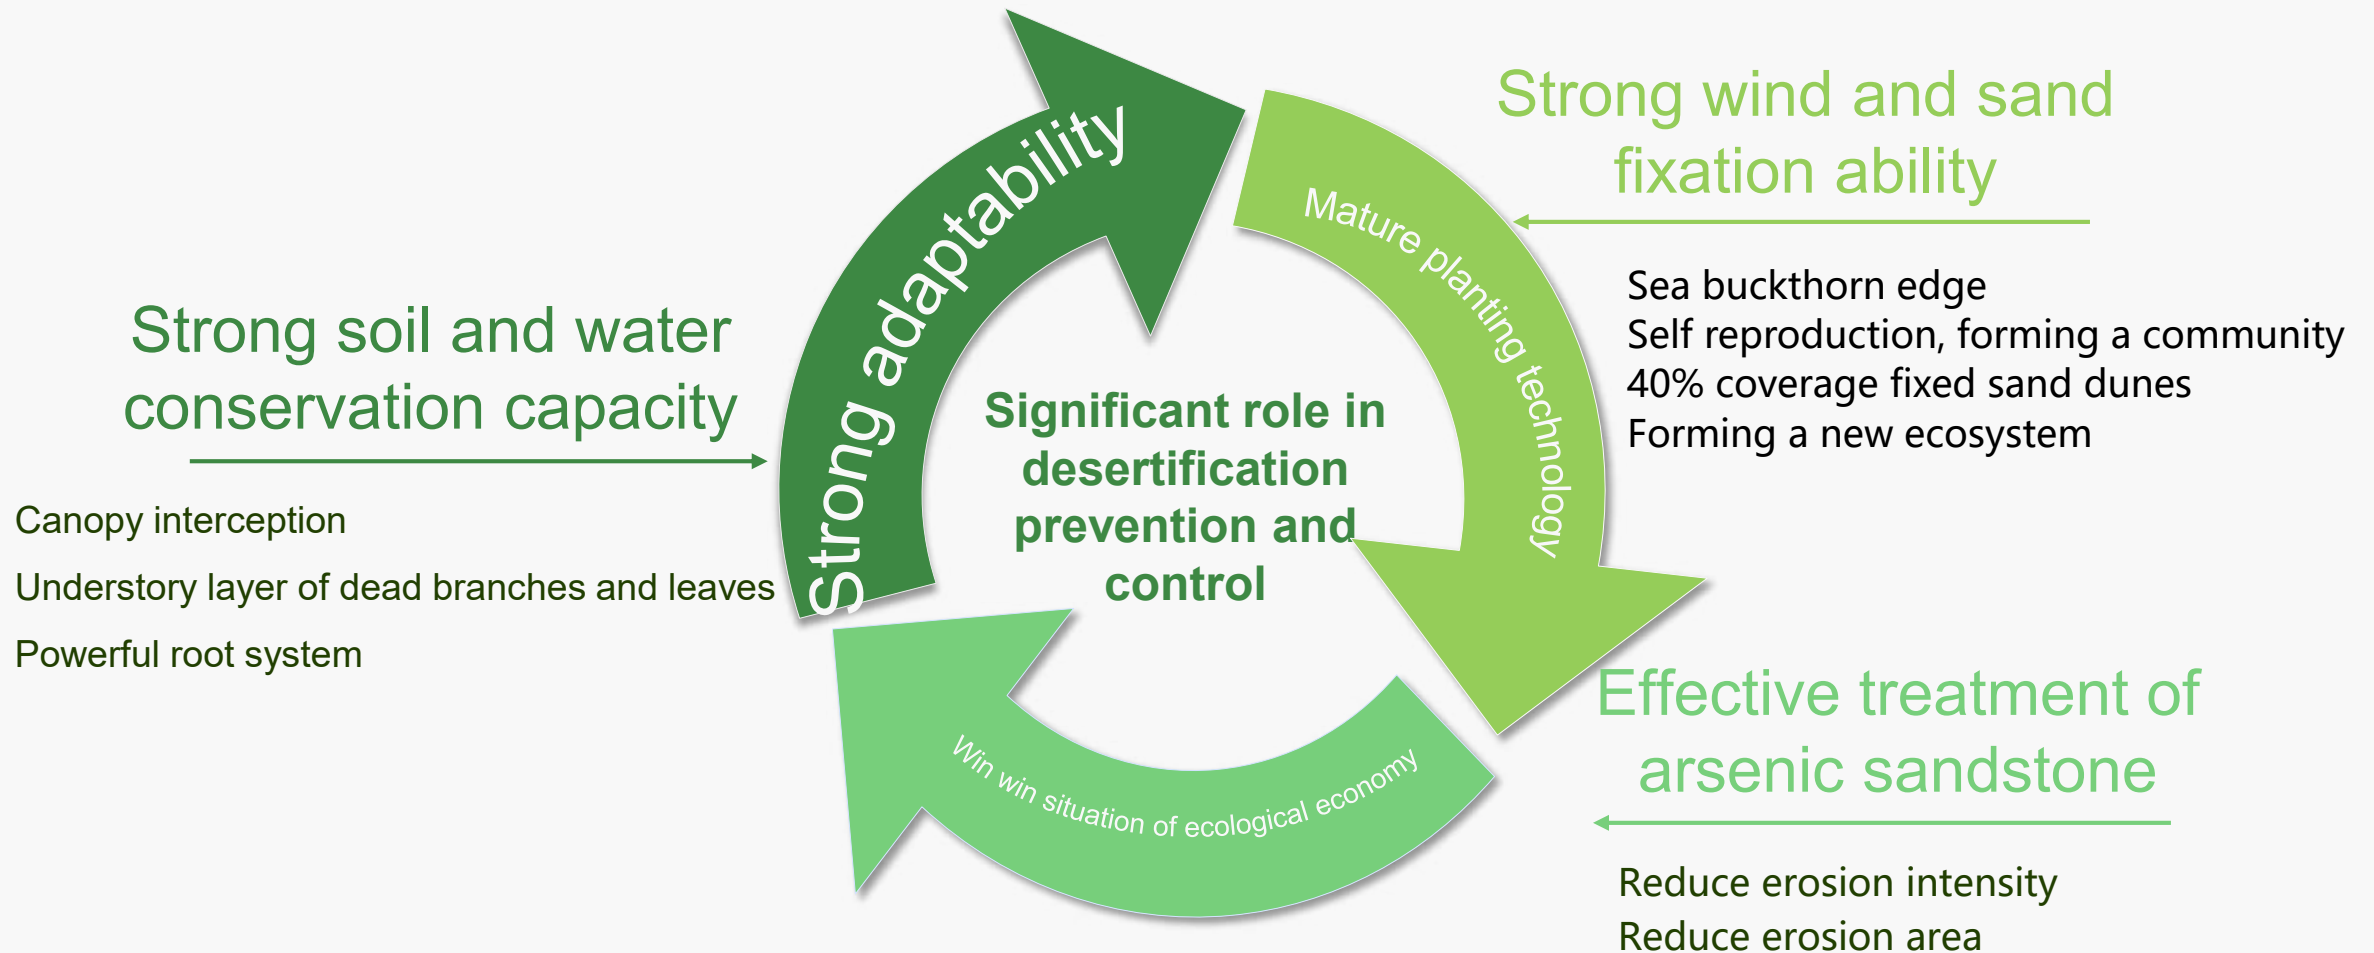 Strong soil and water
conservation capacity
Canopy interception
Understory layer of dead branches and leaves
Powerful root system
Strong adaptability
Mature planting technology
Win win situation of ecological economy
Significant role in
desertification
prevention and
control
Strong wind and sand
fixation ability
Sea buckthorn edge
Self reproduction, forming a community
40% coverage fixed sand dunes
Forming a new ecosystem
Effective treatment of
arsenic sandstone
Reduce erosion intensity
Reduce erosion area